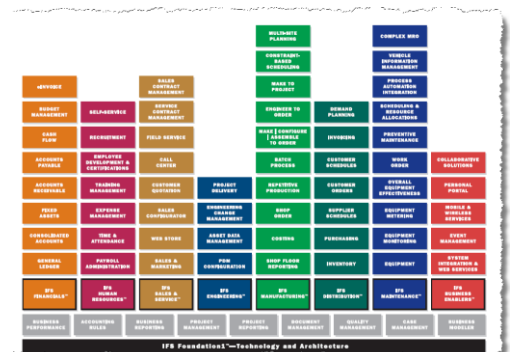 MULTI-SITE
PLANNING
COMPLEX MRO
CONSTRAINT-
BASED
SCHEDULING
VEHICLE
INFORMATION
MANAGEMENT
eINVOICE
SALES
CONTRACT
MANAGEMENT
MAKE TO
PROJECT
PROCESS
AUTOMATION
INTEGRATION
BUDGET
MANAGEMENT
SELF-SERVICE
SERVICE
CONTRACT
MANAGEMENT
ENGINEER TO
ORDER
DEMAND
PLANNING
SCHEDULING &
RESOURCE
ALLOCATIONS
CASH
FLOW
RECRUITMENT
FIELD SERVICE
MAKE | CONFIGURE
| ASSEMBLE
TO ORDER
INVOICING
PREVENTIVE
MAINTENANCE
ACCOUNTS
PAYABLE
EMPLOYEE
DEVELOPMENT &
CERTIFICATIONS
CALL
CENTER
BATCH
PROCESS
CUSTOMER
SCHEDULES
WORK
ORDER
COLLABORATIVE
SOLUTIONS
ACCOUNTS
RECEIVABLE
TRAINING
MANAGEMENT
CUSTOMER
QUOTATION
PROJECT
DELIVERY
REPETITIVE
PRODUCTION
CUSTOMER
ORDERS
OVERALL
EQUIPMENT
EFFECTIVENESS
PERSONAL
PORTAL
FIXED
ASSETS
EXPENSE
MANAGEMENT
SALES
CONFIGURATOR
ENGINEERING
CHANGE
MANAGEMENT
SHOP
ORDER
SUPPLIER
SCHEDULES
EQUIPMENT
METERING
MOBILE &
WIRELESS
SERVICES
CONSOLIDATED
ACCOUNTS
TIME &
ATTENDANCE
WEB STORE
ASSET DATA
MANAGEMENT
COSTING
PURCHASING
EQUIPMENT
MONITORING
EVENT
MANAGEMENT
GENERAL
LEDGER
PAYROLL
ADMINISTRATION
SALES &
MARKETING
PDM
CONFIGURATION
SHOP FLOOR
REPORTING
INVENTORY
EQUIPMENT
SYSTEM
INTEGRATION &
WEB SERVICES
IFS
FINANCIALS™
IFS
HUMAN
RESOURCES™
IFS
SALES &
SERVICE™
IFS
ENGINEERING™
IFS
MANUFACTURING™
IFS
DISTRIBUTION™
IFS
MAINTENANCE™
IFS
BUSINESS
ENABLERS™
BUSINESS
PERFORMANCE
ACCOUNTING
RULES
BUSINESS
REPORTING
PROJECT
MANAGEMENT
PROJECT
REPORTING
DOCUMENT
MANAGEMENT
QUALITY
MANAGEMENT
CASE
MANAGEMENT
BUSINESS
MODELER
IFS Foundation1™—Technology and Architecture